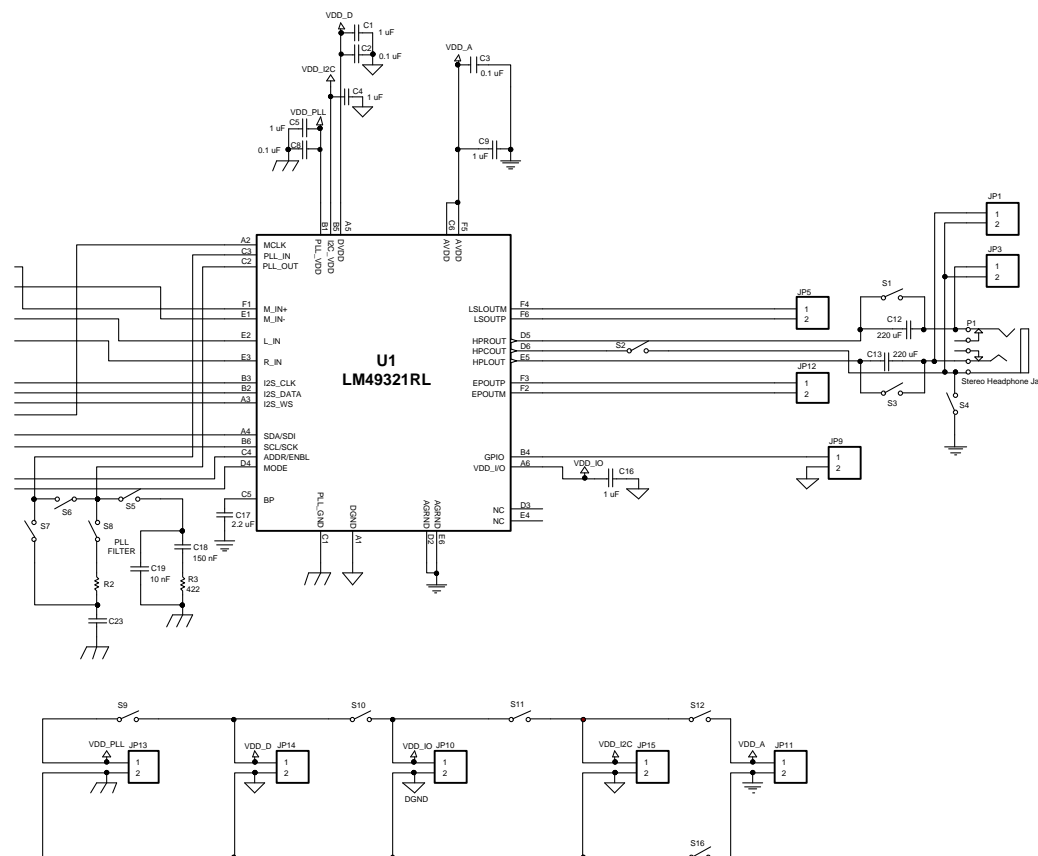 VDD_D
C1
1 uF
C2
0.1 uF
VDD_A
C3
0.1 uF
VDD_I2C
C4
1 uF
VDD_PLL
C5
1 uF
C8
0.1 uF
C9
1 uF
B1
B5
A5
C6
F5
PLL_VDD
I2C_VDD
DVDD
AVDD
AVDD
A2 MCLK
C3 PLL_IN
C2 PLL_OUT
F1 M_IN+
E1 M_IN-
E2 L_IN
E3 R_IN
B3 I2S_CLK
B2 I2S_DATA
A3 I2S_WS
A4 SDA/SDI
B6 SCL/SCK
C4 ADDR/ENBL
D4 MODE
C5 BP
U1
LM49321RL
LSLOUTM F4
LSOUTP F6
HPROUT D5
HPCOUT D6
HPLOUT E5
EPOUTP F3
EPOUTM F2
GPIO B4
VDD_I/O A6
NC D3
NC E4
PLL_GND
DGND
AGRND
AGRND
C1
A1
D2
E6
JP1
1
2
JP3
1
2
JP5
1
2
S1
C12
220 uF
P1
S2
C13
220 uF
Stereo Headphone Ja
S3
S4
JP12
1
2
JP9
1
2
VDD_IO
C16
1 uF
C17
2.2 uF
S7
S6
S5
S8
PLL
FILTER
C18
150 nF
C19
10 nF
R2
R3
422
C23
S9
S10
S11
S12
VDD_PLL
JP13
1
2
VDD_D
JP14
1
2
VDD_IO
JP10
1
2
DGND
VDD_I2C
JP15
1
2
VDD_A
JP11
1
2
S16